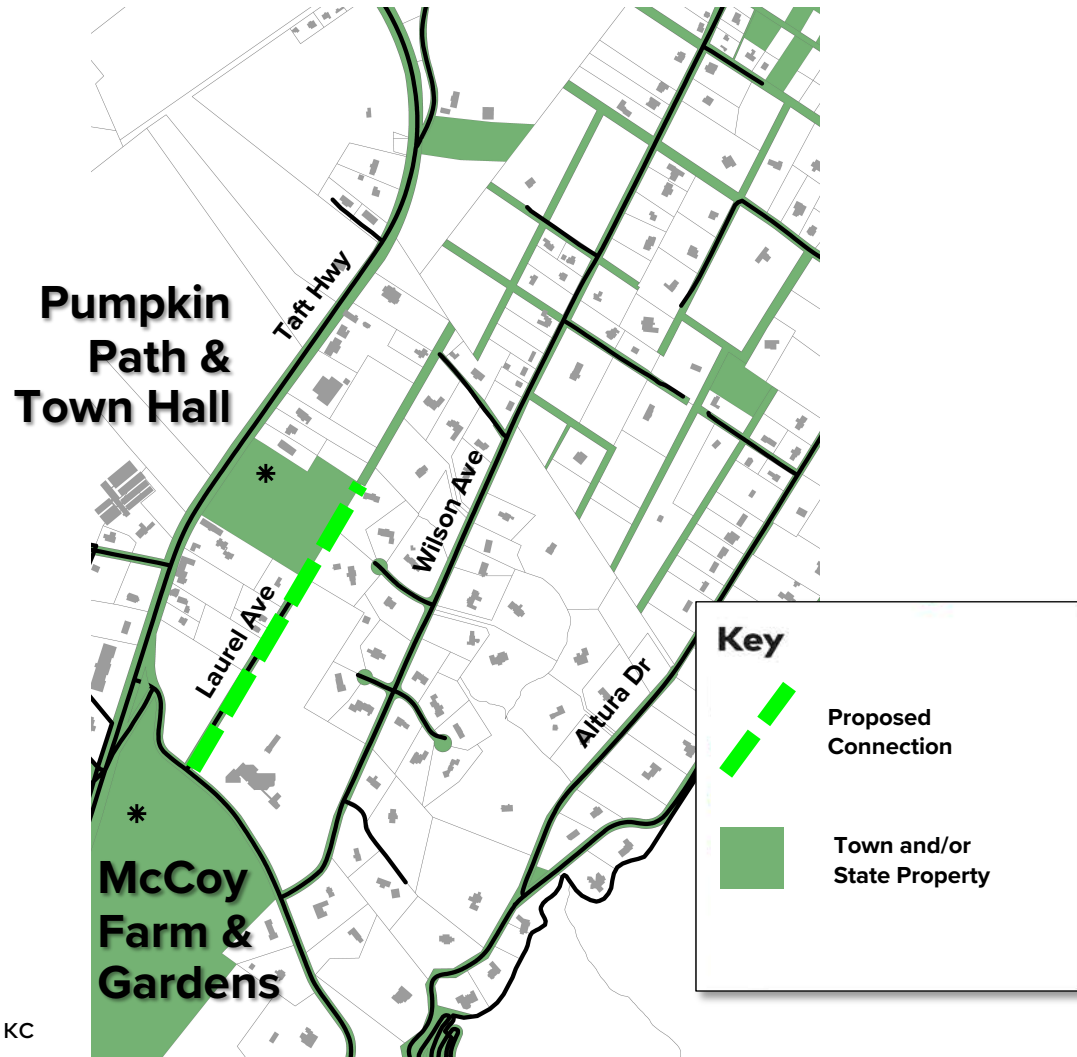 Taft Hwy
Pumpkin
Path &
Town Hall
Wilson Ave
Laurel Ave
Altura Dr
McCoy
Farm &
Gardens
Key
Proposed
Connection
Town and/or
State Property
KC